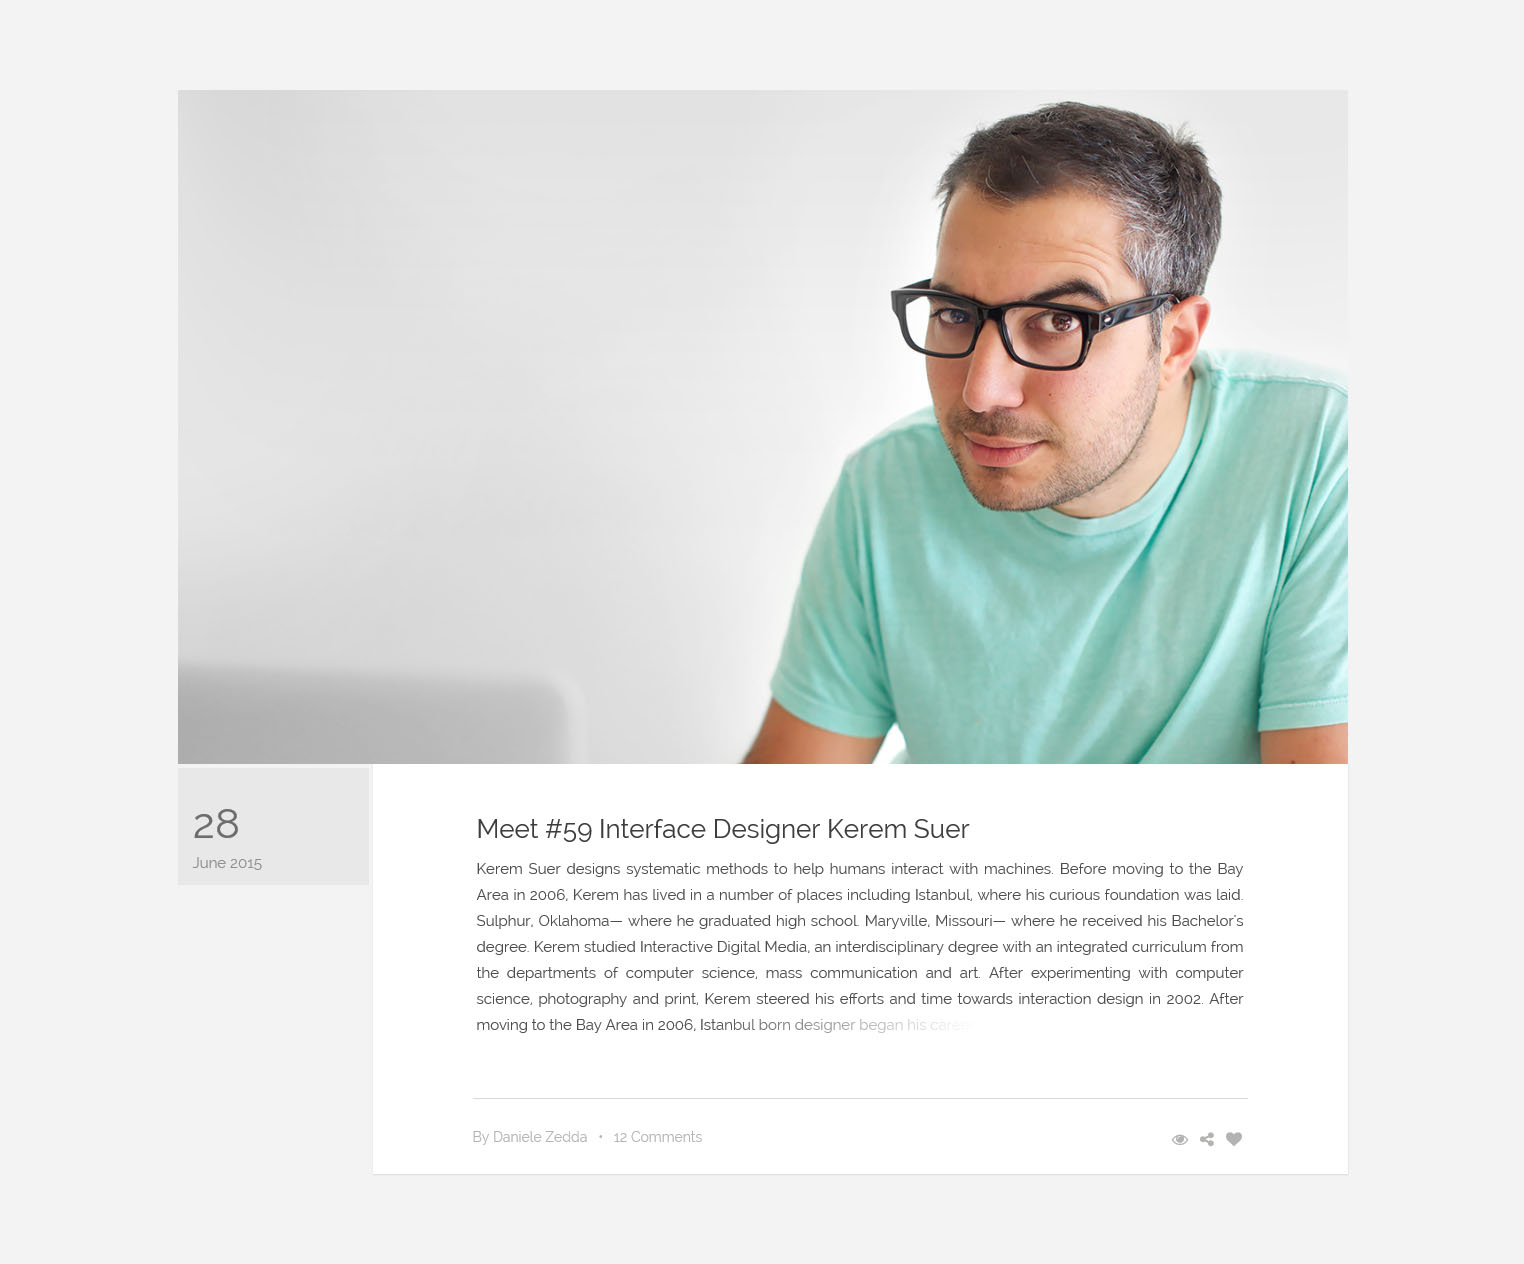 28
June 2015
Meet #59 Interface Designer Kerem Suer
Kerem Suer designs systematic methods to help humans interact with machines. Before moving to the Bay
Area in 2006, Kerem has lived in a number of places including Istanbul, where his curious foundation was laid.
Sulphur, Oklahoma— where he graduated high school. Maryville, Missouri— where he received his Bachelor's
degree. Kerem studied Interactive Digital Media, an interdisciplinary degree with an integrated curriculum from
the departments of computer science, mass communication and art. After experimenting with computer
science, photography and print, Kerem steered his efforts and time towards interaction design in 2002. After
moving to the Bay Area in 2006, Istanbul born designer began his
By Daniele Zedda • 12 Comments